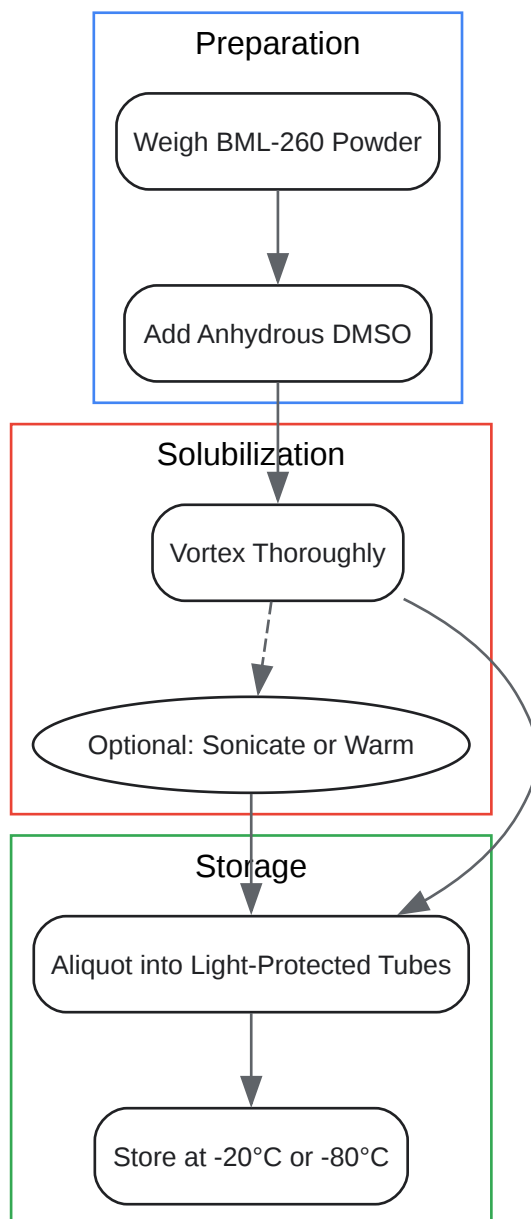 Preparation
Weigh BML-260 Powder
Add Anhydrous DMSO
Solubilization
Vortex Thoroughly
Optional: Sonicate or Warm
Storage
Aliquot into Light-Protected Tubes
Store at -20°C or -80°C